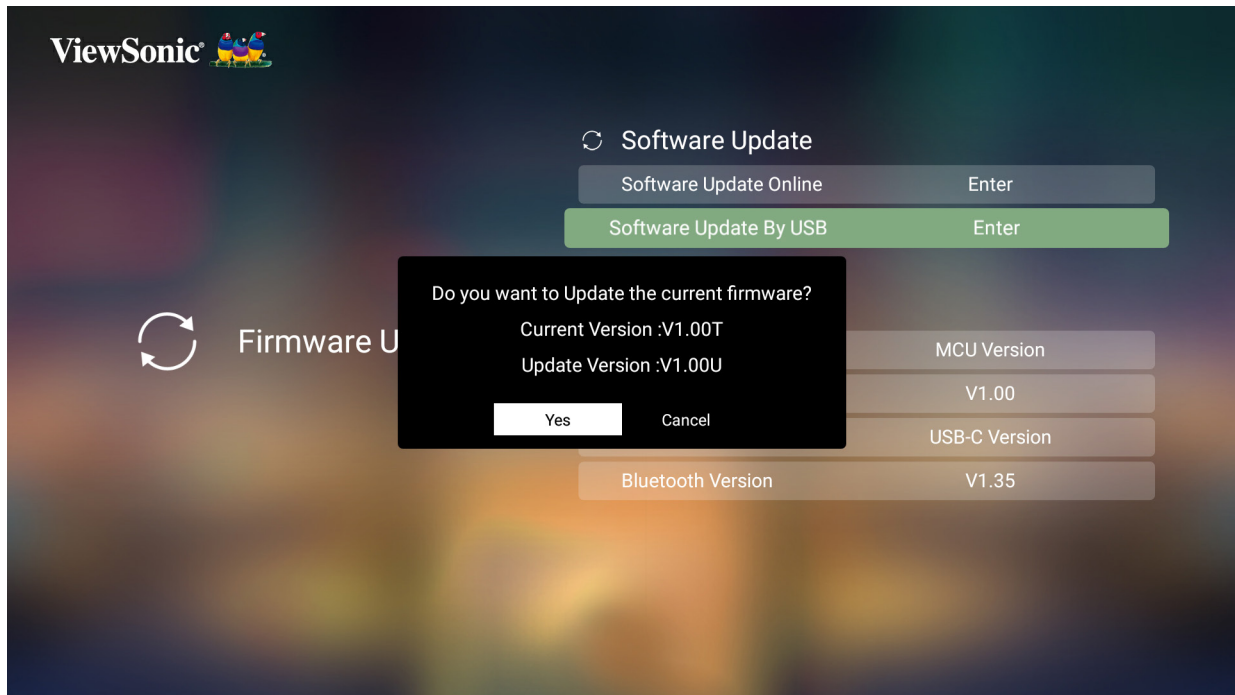 ViewSonic®
Software Update
Software Update Online Enter
Software Update By USB Enter
Do you want to Update the current firmware?
Current Version :V1.00T
Update Version :V1.00U
Yes Cancel
Firmware U
MCU Version
V1.00
USB-C Version
Bluetooth Version V1.35